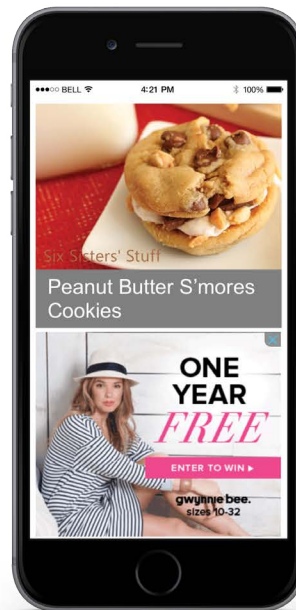 BELL 4:21 PM 100%
Six Sisters' Stuff
Peanut Butter S'mores
Cookies
ONE
YEAR
FREE
ENTER TO WIN
gwynnie bee.
sizes 10-32